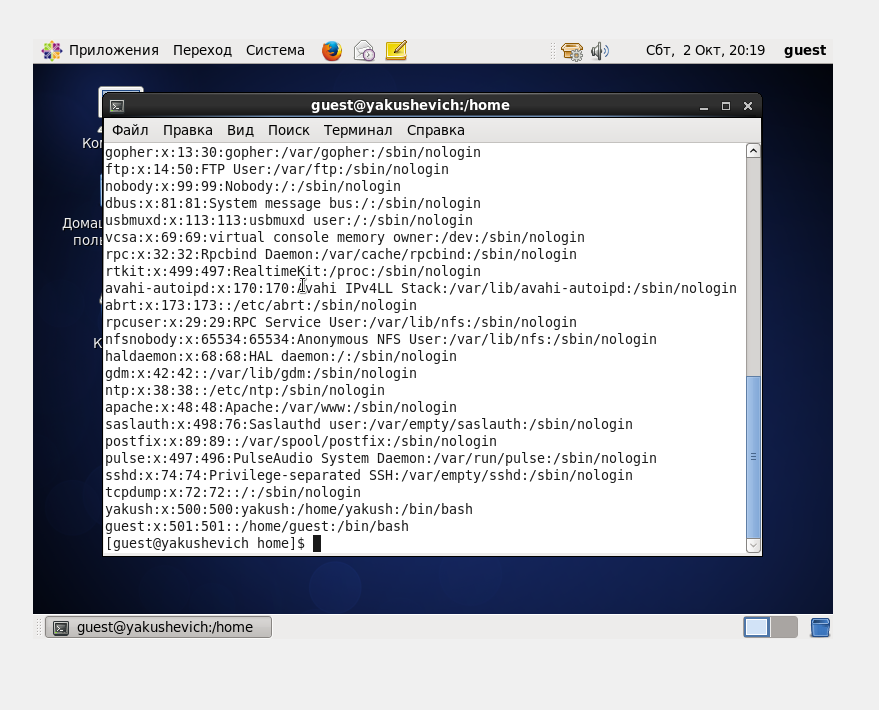 Приложения Переход Система Сбт, 2 Окт, 20:19 guest
guest@yakushevich:/home
Файл Правка Вид Поиск Терминал Справка
gopher:x:13:30:gopher:/var/gopher:/sbin/nologin
ftp:x:14:50:FTP User:/var/ftp:/sbin/nologin
nobody:x:99:99:Nobody:/:/sbin/nologin
dbus:x:81:81:System message bus:/:/sbin/nologin
usbmuxd:x:113:113:usbmuxd user:/:/sbin/nologin
vcsa:x:69:69:virtual console memory owner:/dev:/sbin/nologin
rpc:x:32:32:Rpcbind Daemon:/var/cache/rpcbind:/sbin/nologin
rtkit:x:499:497:RealtimeKit:/proc:/sbin/nologin
avahi-autoipd:x:170:170:Avahi IPv4LL Stack:/var/lib/avahi-autoipd:/sbin/nologin
abrt:x:173:173::/etc/abrt:/sbin/nologin
rpcuser:x:29:29:RPC Service User:/var/lib/nfs:/sbin/nologin
nfsnobody:x:65534:65534:Anonymous NFS User:/var/lib/nfs:/sbin/nologin
haldaemon:x:68:68:HAL daemon:/:/sbin/nologin
gdm:x:42:42::/var/lib/gdm:/sbin/nologin
ntp:x:38:38::/etc/ntp:/sbin/nologin
apache:x:48:48:Apache:/var/www:/sbin/nologin
saslauth:x:498:76:Saslauthd user:/var/empty/saslauth:/sbin/nologin
postfix:x:89:89::/var/spool/postfix:/sbin/nologin
pulse:x:497:496:PulseAudio System Daemon:/var/run/pulse:/sbin/nologin
sshd:x:74:74:Privilege-separated SSH:/var/empty/sshd:/sbin/nologin
tcpdump:x:72:72::/:/sbin/nologin
yakush:x:500:500:yakush:/home/yakush:/bin/bash
guest:x:501:501::/home/guest:/bin/bash
[guest@yakushevich home]$
guest@yakushevich:/home